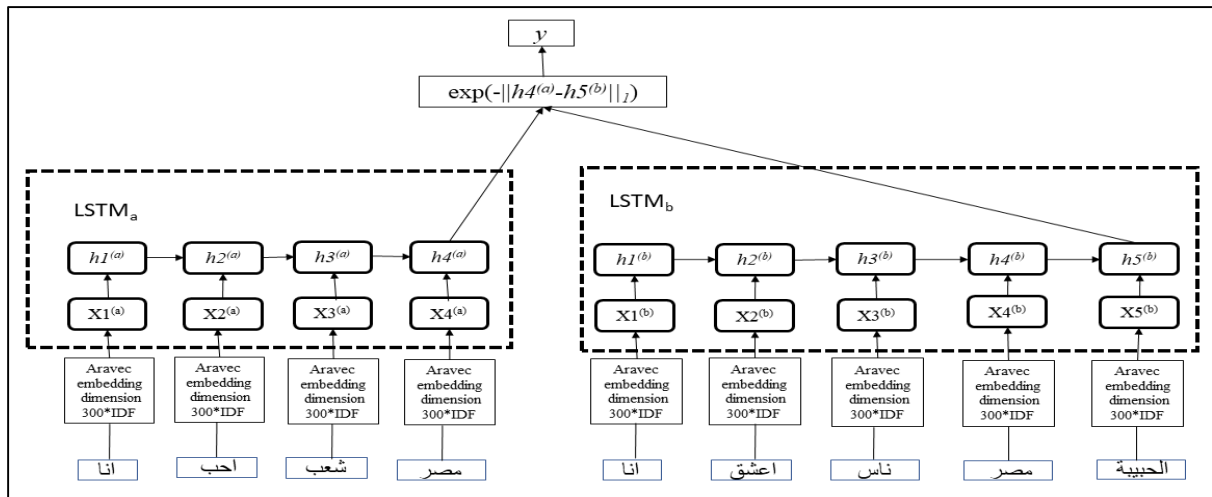 y
exp(-||h4(a)-h5(b)||1)
LSTMa
h1(a) h2(a) h3(a) h4(a)
X1(a) X2(a) X3(a) X4(a)
Aravec embedding dimension 300*IDF
Aravec embedding dimension 300*IDF
Aravec embedding dimension 300*IDF
Aravec embedding dimension 300*IDF
انا
احب
شعب
مصر
LSTMb
h1(b) h2(b) h3(b) h4(b) h5(b)
X1(b) X2(b) X3(b) X4(b) X5(b)
Aravec embedding dimension 300*IDF
Aravec embedding dimension 300*IDF
Aravec embedding dimension 300*IDF
Aravec embedding dimension 300*IDF
Aravec embedding dimension 300*IDF
انا
اعشق
ناس
مصر
الحبيبة